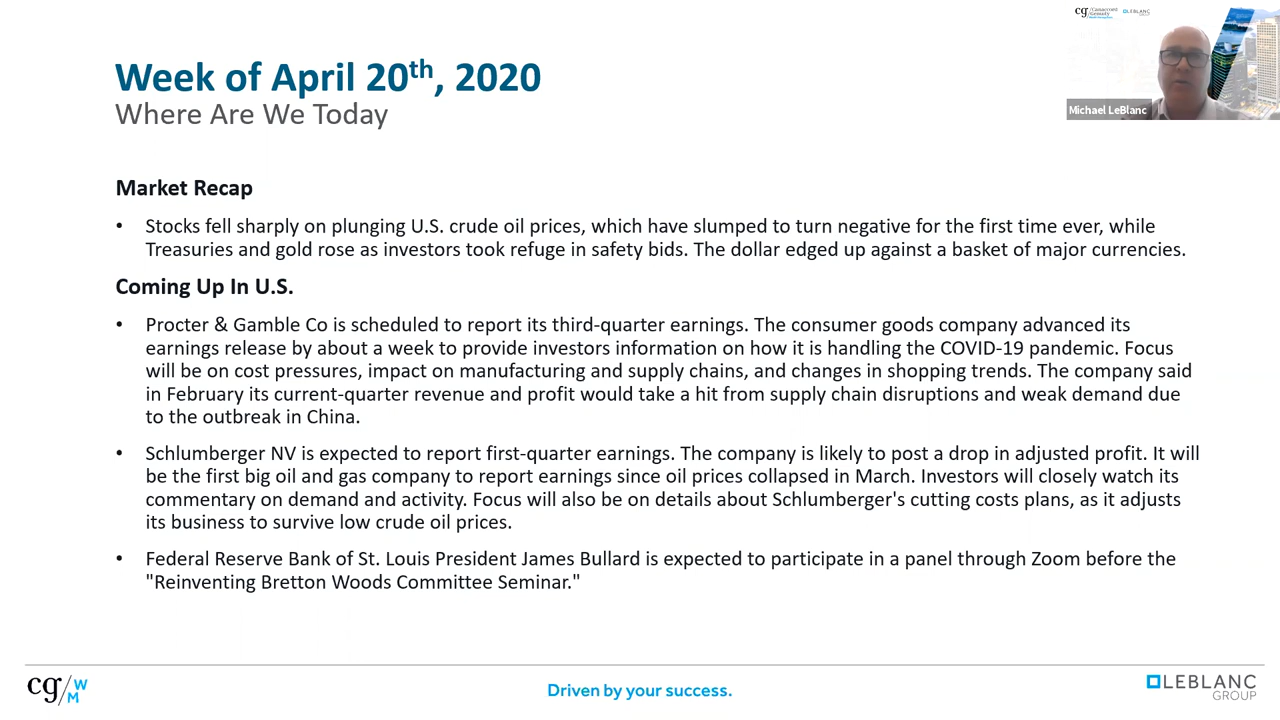 Week of April 20th, 2020
Where Are We Today
cg/Canaccord Genuity
LEBLANC GROUP
Michael LeBlanc
Market Recap
• Stocks fell sharply on plunging U.S. crude oil prices, which have slumped to turn negative for the first time ever, while
Treasuries and gold rose as investors took refuge in safety bids. The dollar edged up against a basket of major currencies.
Coming Up In U.S.
• Procter & Gamble Co is scheduled to report its third-quarter earnings. The consumer goods company advanced its
earnings release by about a week to provide investors information on how it is handling the COVID-19 pandemic. Focus
will be on cost pressures, impact on manufacturing and supply chains, and changes in shopping trends. The company said
in February its current-quarter revenue and profit would take a hit from supply chain disruptions and weak demand due
to the outbreak in China.
• Schlumberger NV is expected to report first-quarter earnings. The company is likely to post a drop in adjusted profit. It will
be the first big oil and gas company to report earnings since oil prices collapsed in March. Investors will closely watch its
commentary on demand and activity. Focus will also be on details about Schlumberger's cutting costs plans, as it adjusts
its business to survive low crude oil prices.
• Federal Reserve Bank of St. Louis President James Bullard is expected to participate in a panel through Zoom before the
"Reinventing Bretton Woods Committee Seminar."
cg/WM
Driven by your success.
LEBLANC
GROUP